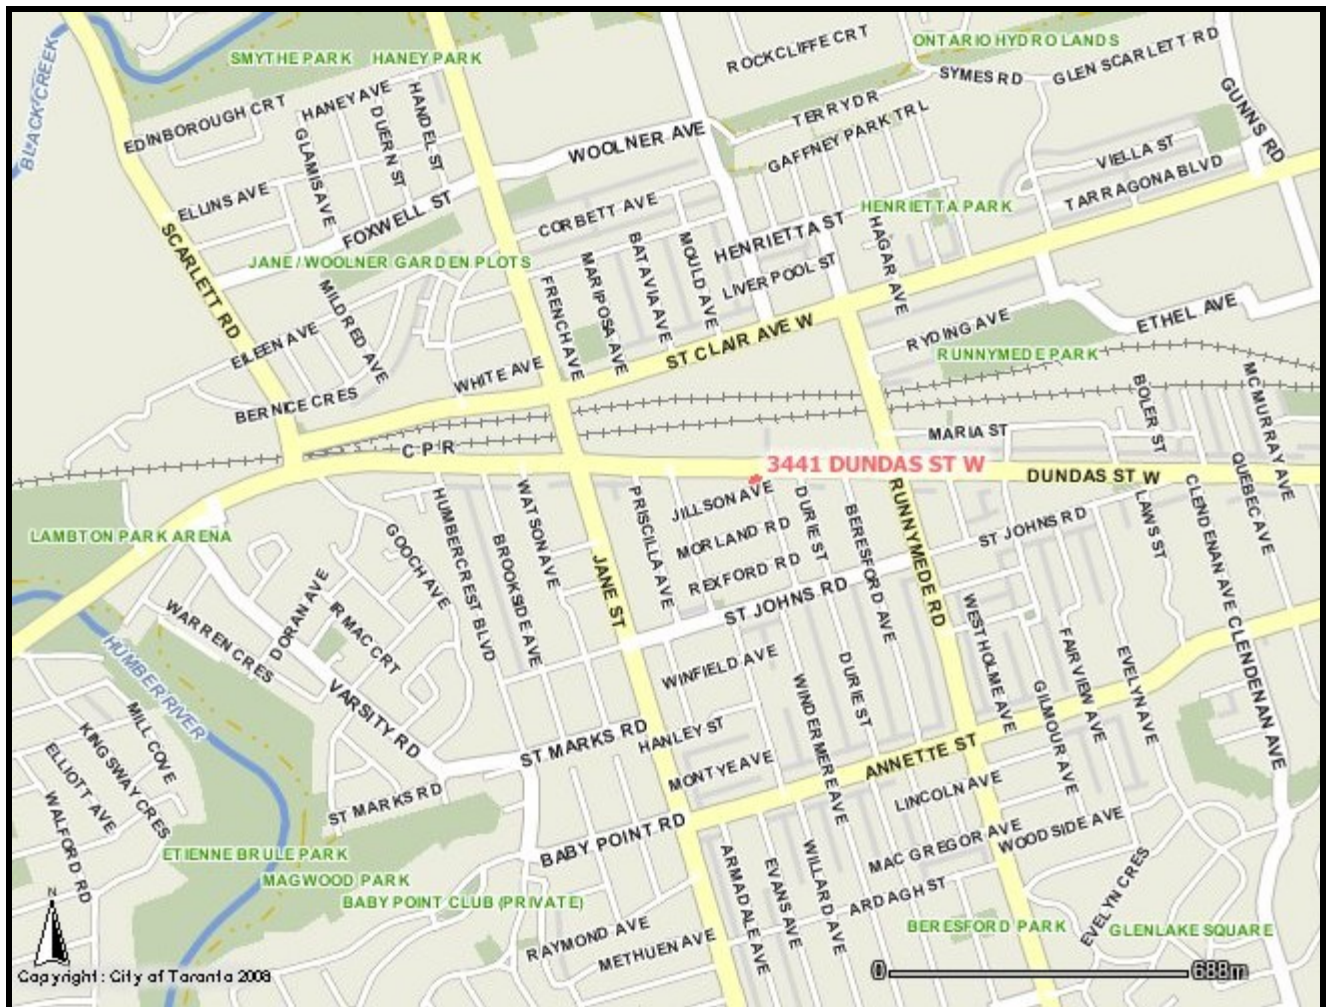 ROCKCLIFFE CRT
ONTARIO HYDRO LANDS
GLEN SCARLETT RD
SMYTHE PARK
HANEY PARK
SYMES RD
BLACK CREEK
GUNNS RD
TERRY DR
HANEY AVE
HANDEL ST
EDINBOROUGH CRT
DUERN ST
GLAMIS AVE
WOOLNER AVE
GAFFNEY PARK TRL
VIELLA ST
TARRAGONA BLVD
ELLINS AVE
FOXWELL ST
CORBETT AVE
HENRIETTA PARK
HENRIETTA ST
HAGAR AVE
SCARLETT RD
JANE / WOOLNER GARDEN PLOTS
BATAVIA AVE
MOULD AVE
MARIPOSA AVE
LIVERPOOL ST
FRENCH AVE
MILDRED AVE
EILEEN AVE
ST CLAIR AVE W
RYDING AVE
ETHEL AVE
RUNNYMEDE PARK
WHITE AVE
BERNICE CRES
BOLER ST
MCMURRAY AVE
MARIA ST
C P R
3441 DUNDAS ST W
DUNDAS ST W
QUEBEC AVE
JILLSON AVE
HUMBERCREST BLVD
WATSON AVE
PRISCILLA AVE
DURIE ST
RUNNYMEDE RD
LAWS ST
CLENDENAN AVE
LAMBTON PARK ARENA
GOOCH AVE
BROOKSIDE AVE
JANE ST
MORLAND RD
BERESFORD AVE
ST JOHNS RD
REXFORD RD
ST JOHNS RD
WARREN CRES
DORAN AVE
R MAC CRT
HUMBER RIVER
WINFIELD AVE
WESTHOLME AVE
FAIRVIEW AVE
EVELYN AVE
CLENDENAN AVE
VARSITY RD
DURIE ST
WINDERMERE AVE
GILMOUR AVE
MILL COVE
KINGSWAY CRES
ELLIOTT AVE
WALFORD RD
ST MARKS RD
HANLEY ST
MONTYE AVE
ANNETTE ST
LINCOLN AVE
ST MARKS RD
BABY POINT RD
MAC GREGOR AVE
WOODSIDE AVE
ETIENNE BRULE PARK
MAGWOOD PARK
BABY POINT CLUB (PRIVATE)
ARMADALE AVE
EVANS AVE
WILLARD AVE
ARDAGH ST
EVELYN CRES
BERESFORD PARK
GLENLAKE SQUARE
RAYMOND AVE
METHUEN AVE
N
Copyright : City of Toronto 2008
0
688m